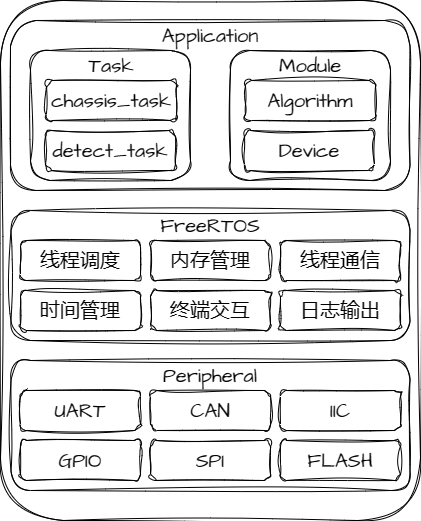 Application
Task
Module
chassis_task
Algorithm
detect_task
Device
FreeRTOS
线程调度
内存管理
线程通信
时间管理
终端交互
日志输出
Peripheral
UART
CAN
IIC
GPIO
SPI
FLASH